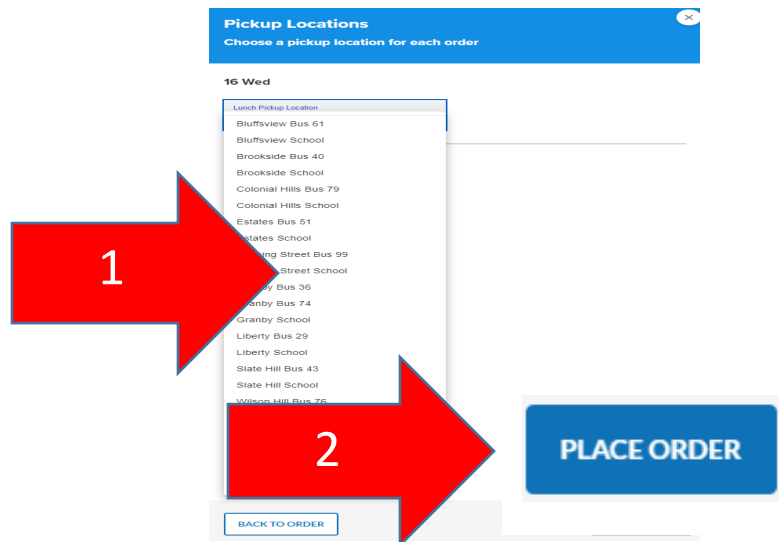 Pickup Locations
Choose a pickup location for each order
16 Wed
Lunch Pickup Location
Bluffsview Bus 61
Bluffsview School
Brookside Bus 40
Brookside School
Colonial Hills Bus 79
Colonial Hills School
Estates Bus 51
states School
ing Street Bus 99
Street School
y Bus 36
anby Bus 74
Granby School
Liberty Bus 29
Liberty School
Slate Hill Bus 43
Slate Hill School
Wilson Hill Bus 76
1
2
PLACE ORDER
BACK TO ORDER